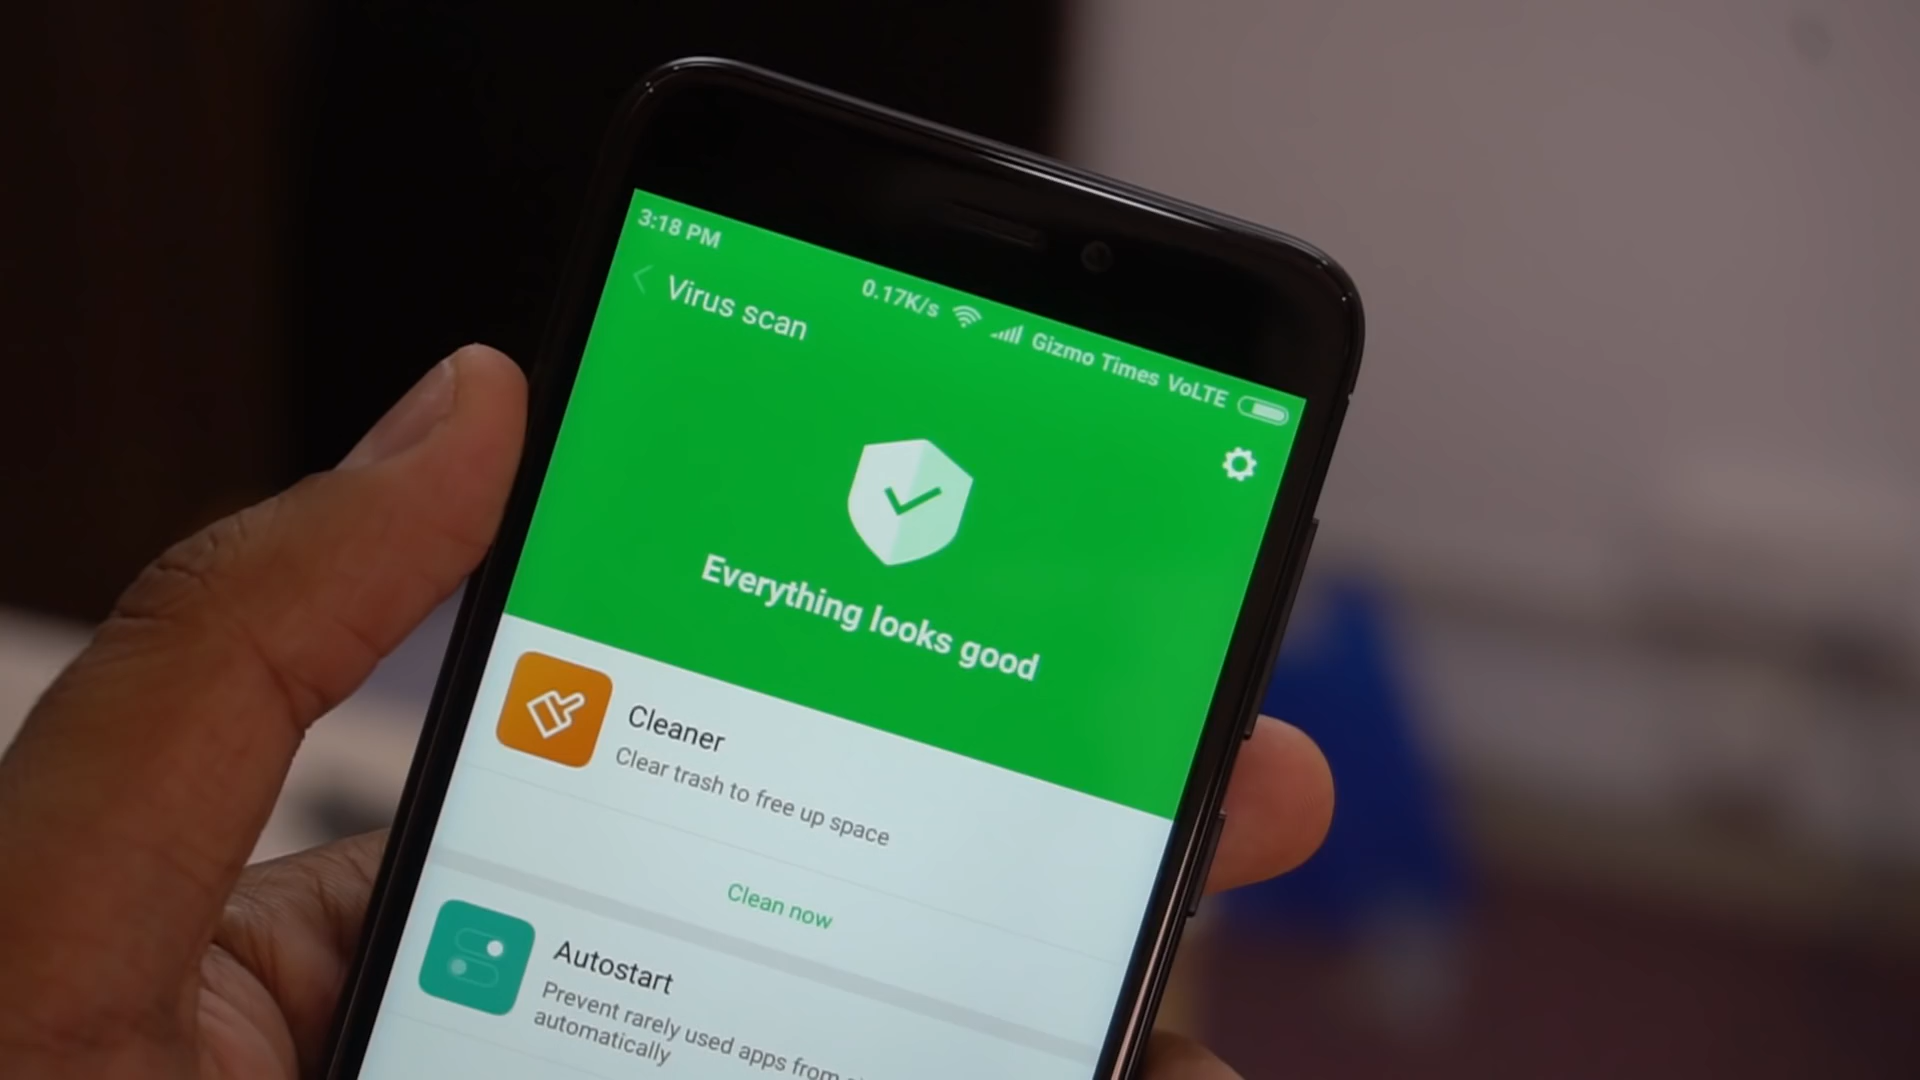 3:18 PM
0.17K/s Gizmo Times VoLTE
Virus scan
Everything looks good
Cleaner
Clear trash to free up space
Clean now
Autostart
Prevent rarely used apps from
automatically